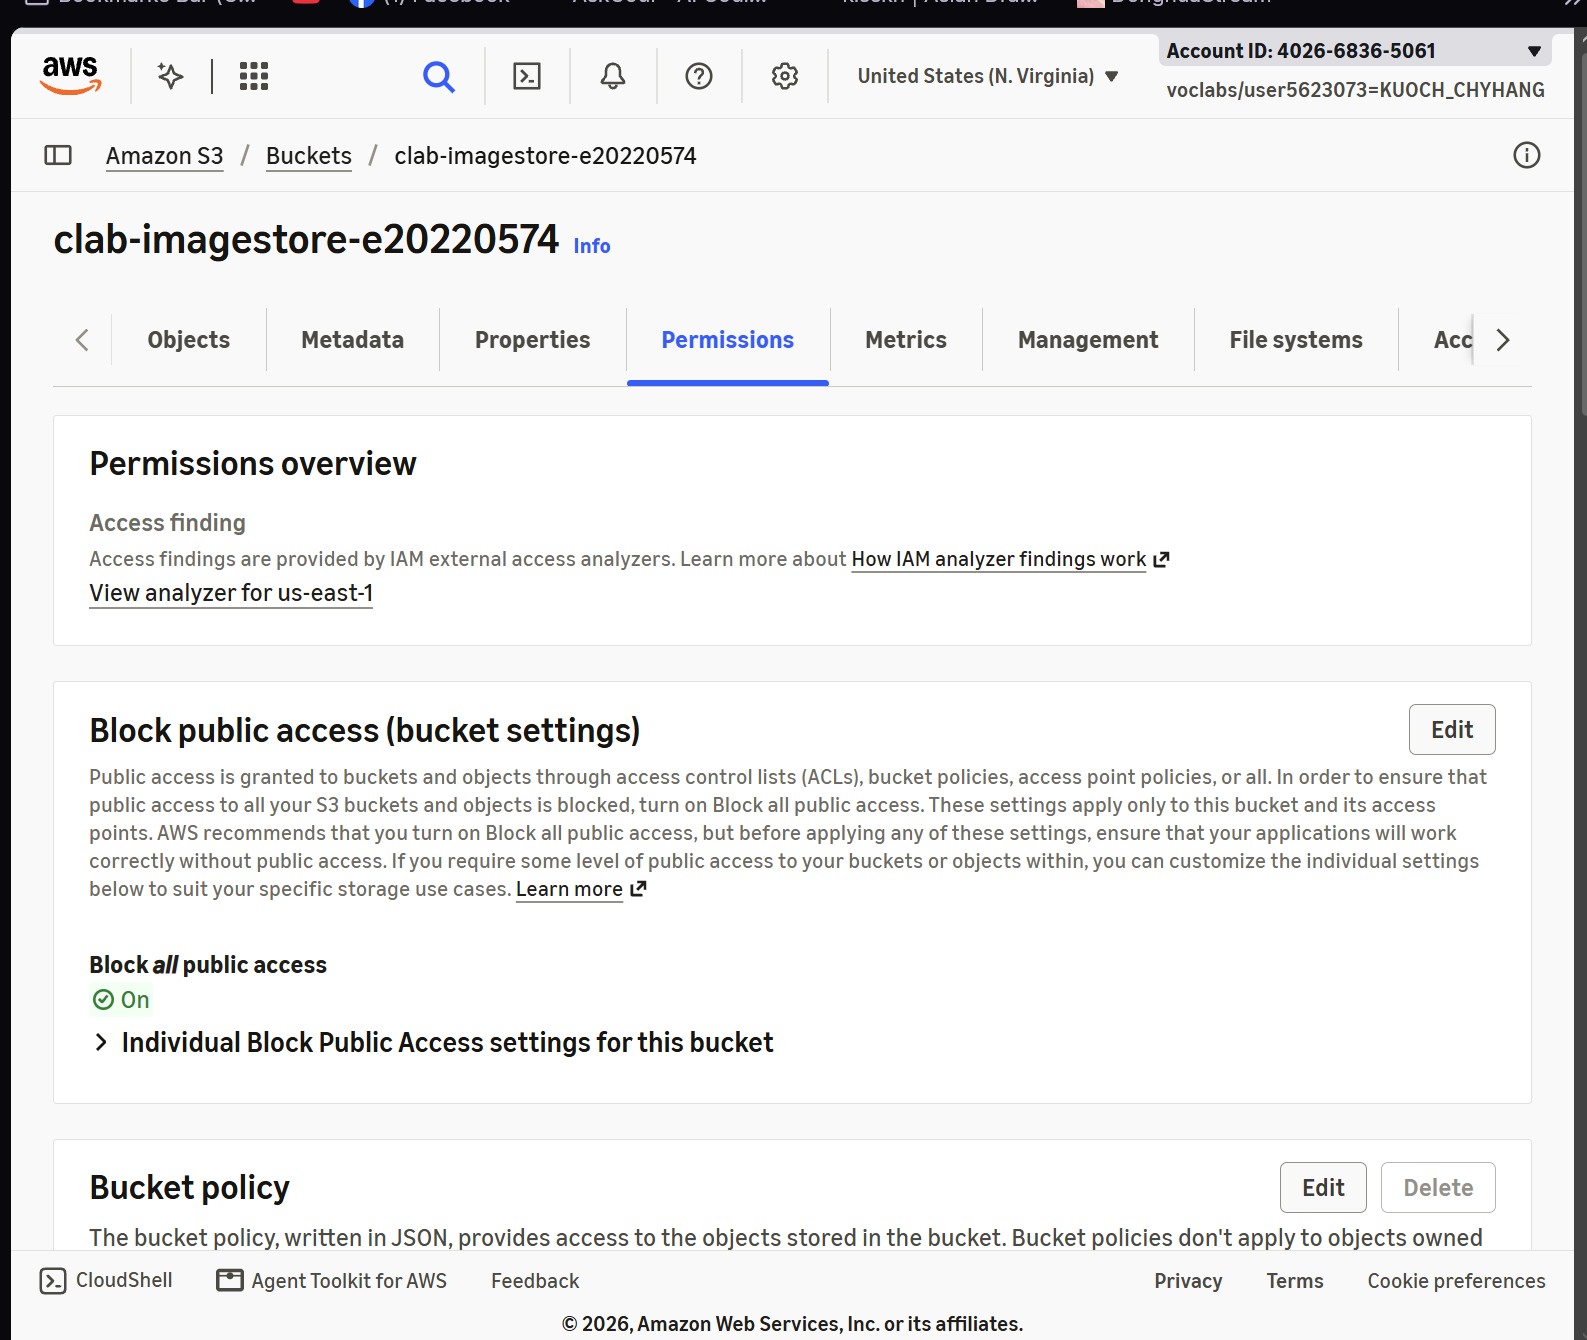 aws
United States (N. Virginia)
Account ID: 4026-6836-5061
voclabs/user5623073=KUOCH_CHYHANG
Amazon S3 / Buckets / clab-imagestore-e20220574
clab-imagestore-e20220574 Info
Objects Metadata Properties Permissions Metrics Management File systems Acc
Permissions overview
Access finding
Access findings are provided by IAM external access analyzers. Learn more about How IAM analyzer findings work
View analyzer for us-east-1
Block public access (bucket settings)
Edit
Public access is granted to buckets and objects through access control lists (ACLs), bucket policies, access point policies, or all. In order to ensure that
public access to all your S3 buckets and objects is blocked, turn on Block all public access. These settings apply only to this bucket and its access
points. AWS recommends that you turn on Block all public access, but before applying any of these settings, ensure that your applications will work
correctly without public access. If you require some level of public access to your buckets or objects within, you can customize the individual settings
below to suit your specific storage use cases. Learn more
Block all public access
On
Individual Block Public Access settings for this bucket
Bucket policy
Edit Delete
The bucket policy, written in JSON, provides access to the objects stored in the bucket. Bucket policies don't apply to objects owned
CloudShell Agent Toolkit for AWS Feedback Privacy Terms Cookie preferences
© 2026, Amazon Web Services, Inc. or its affiliates.